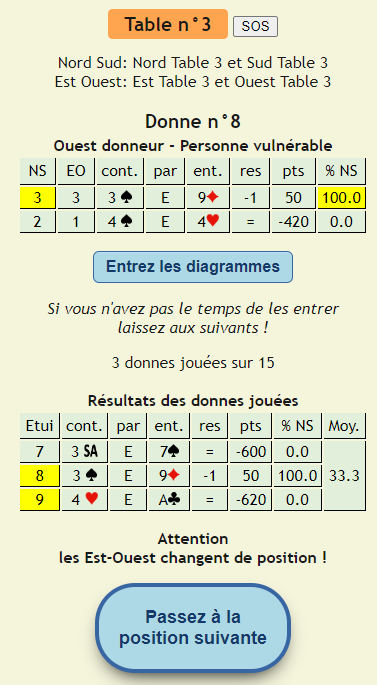 Table n°3 SOS
Nord Sud: Nord Table 3 et Sud Table 3
Est Ouest: Est Table 3 et Ouest Table 3
Donne n°8
Ouest donneur - Personne vulnérable
NS EO cont. par ent. res pts % NS
3 3 3 ♠ E 9♦ -1 50 100.0
2 1 4 ♠ E 4♥ = -420 0.0
Entrez les diagrammes
Si vous n'avez pas le temps de les entrer
laissez aux suivants !
3 donnes jouées sur 15
Résultats des donnes jouées
Etui cont. par ent. res pts % NS Moy.
7 3 SA E 7♠ = -600 0.0
8 3 ♠ E 9♦ -1 50 100.0 33.3
9 4 ♥ E A♣ = -620 0.0
Attention
les Est-Ouest changent de position !
Passez à la
position suivante